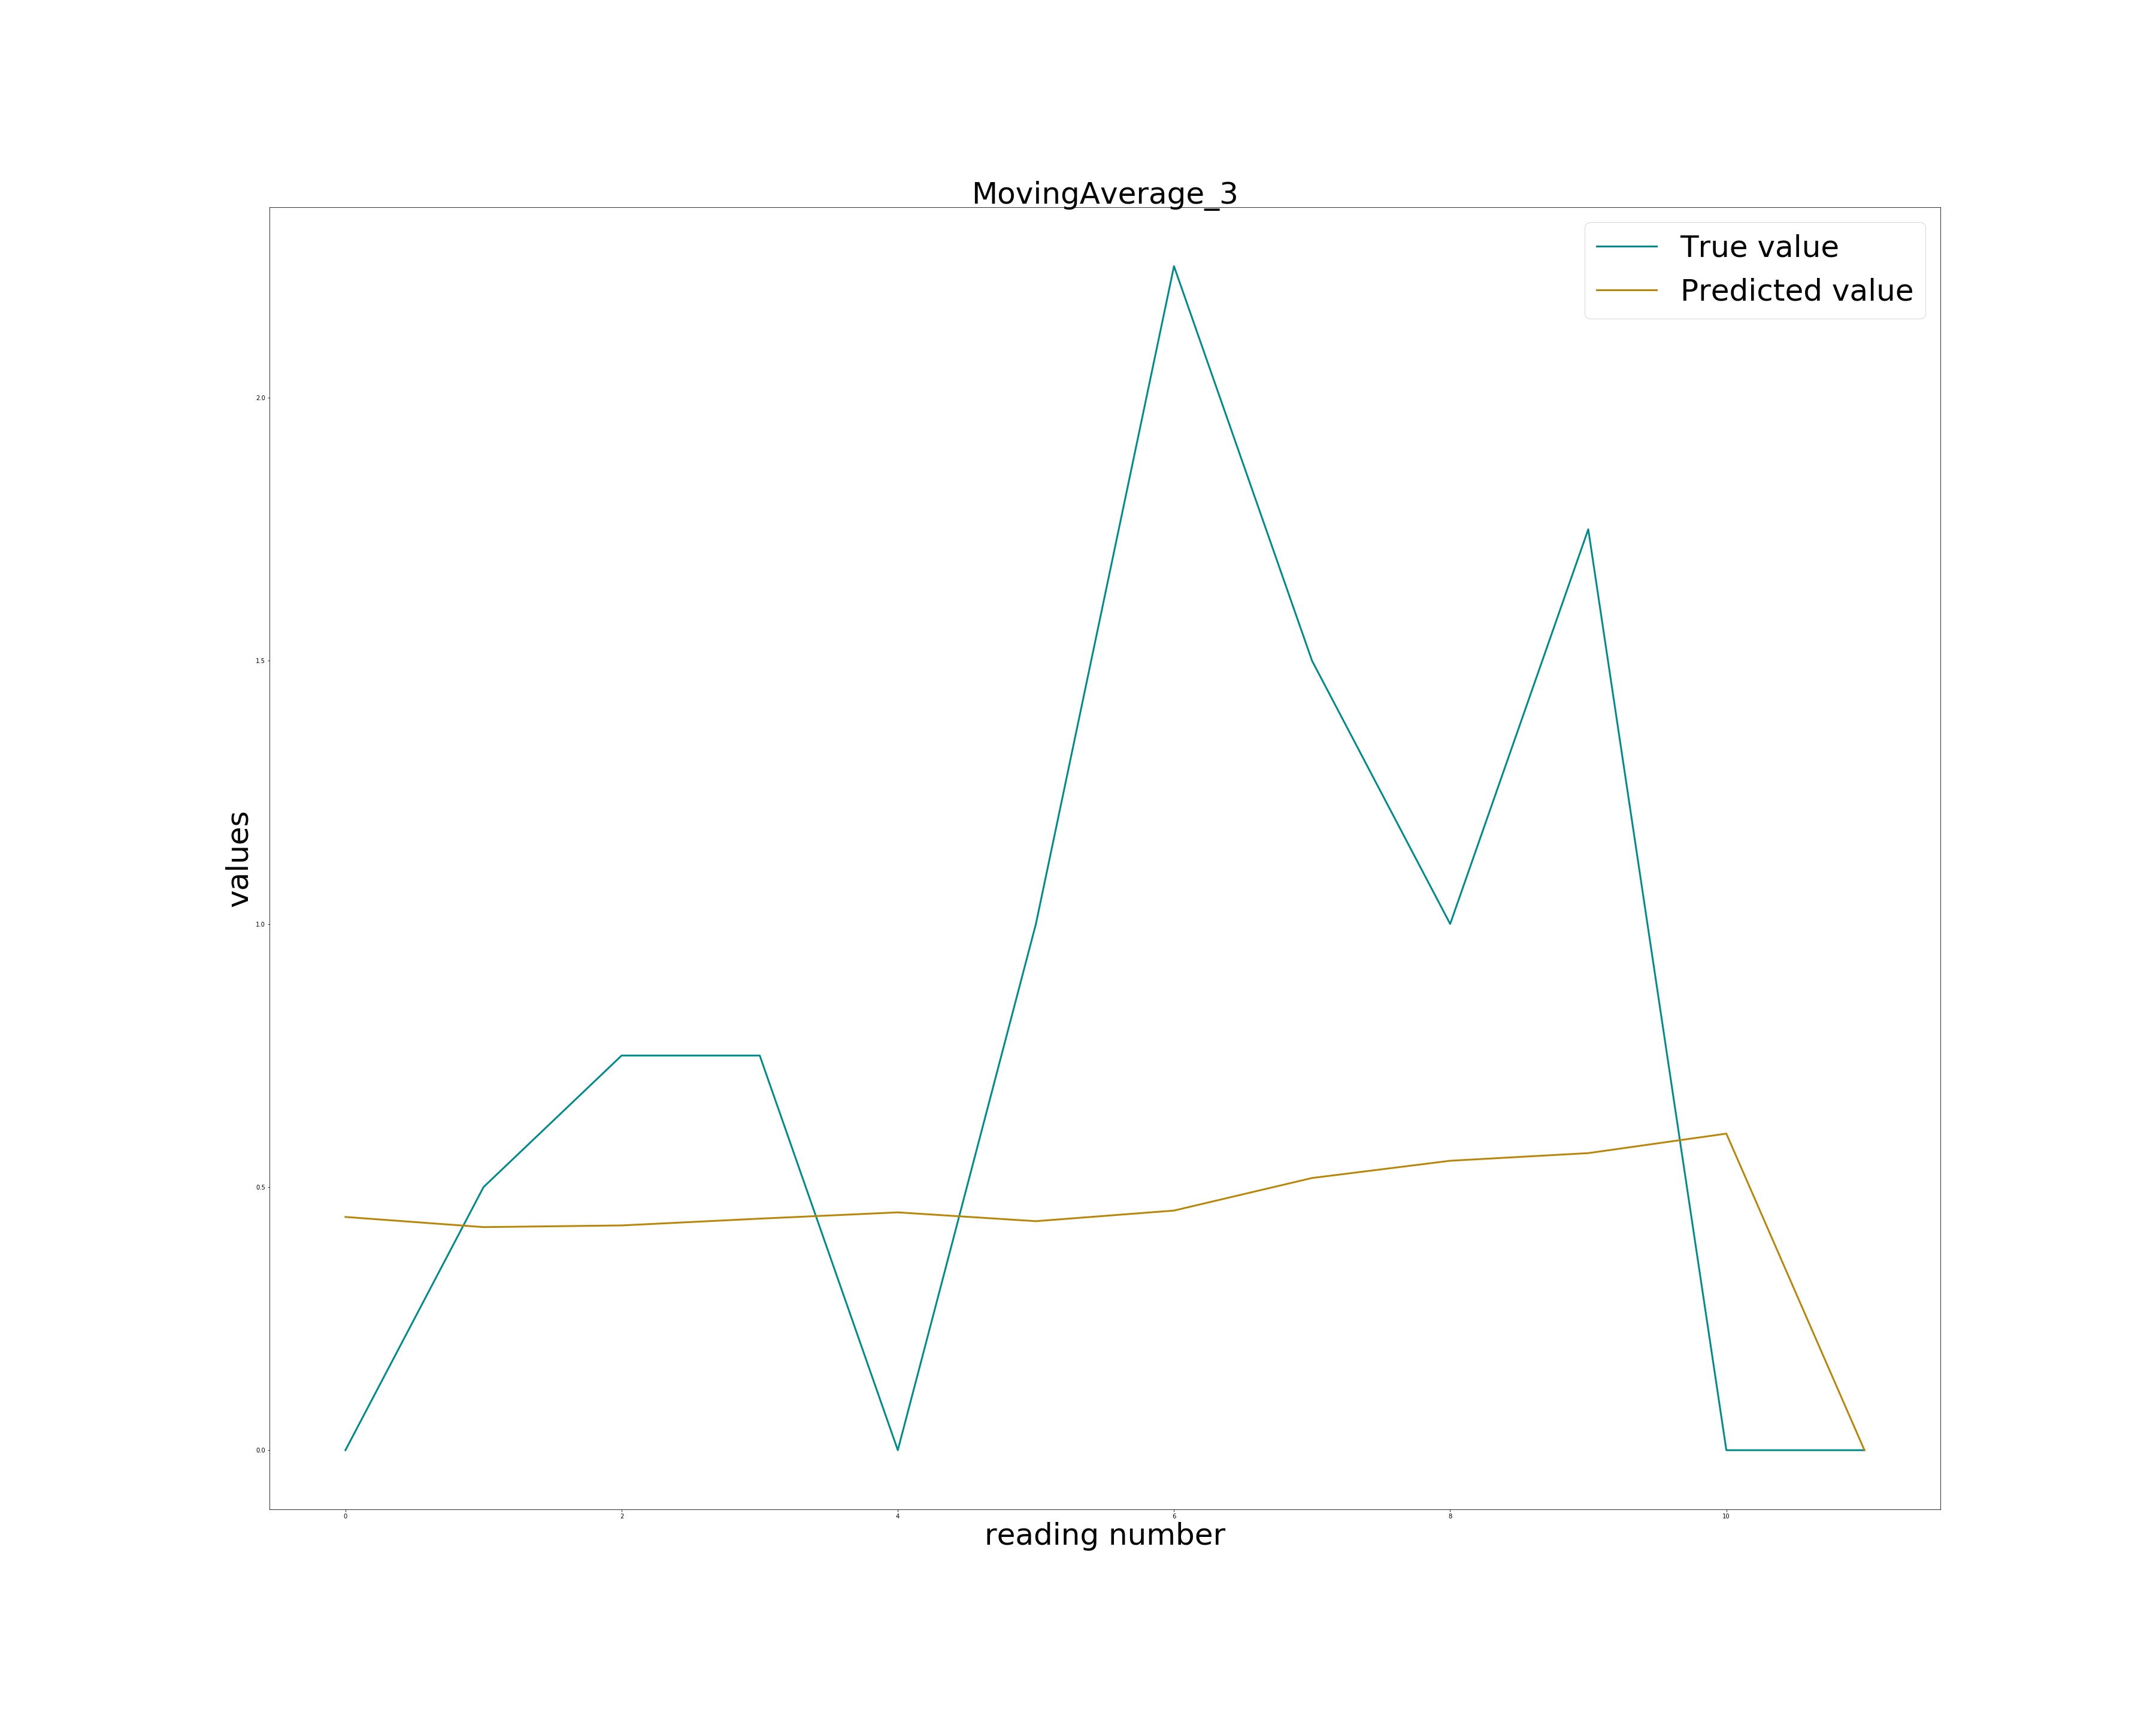 MovingAverage_3
True value
Predicted value
values
2.0
1.5
1.0
0.5
0.0
0 2 4 6 8 10
reading number